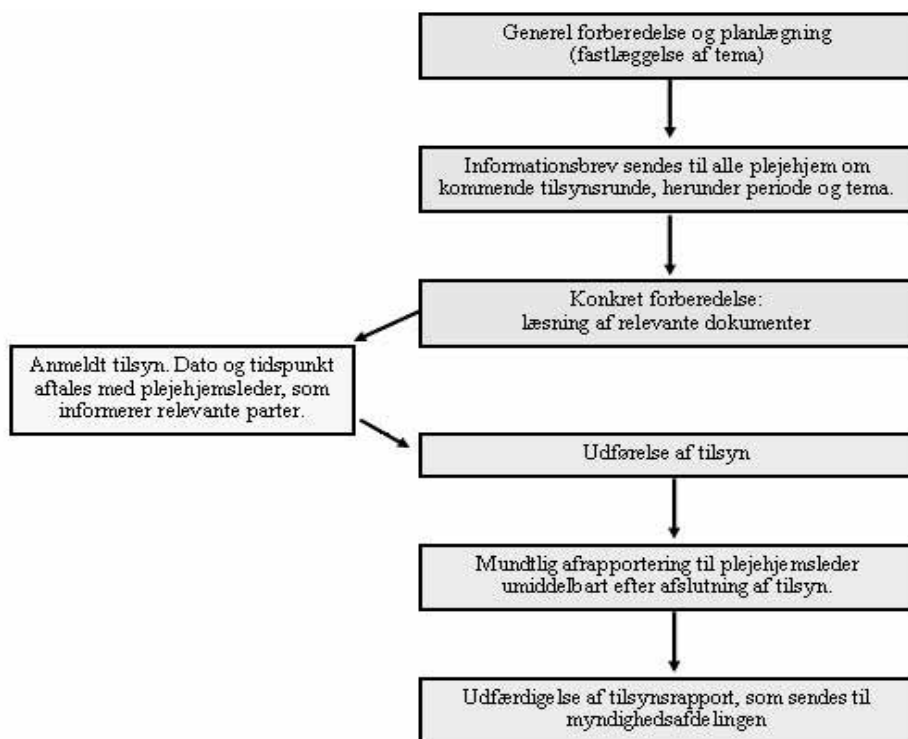 Generel forberedelse og planlægning
(fastlæggelse af tema)
Informationsbrev sendes til alle plejehjem om
kommende tilsynsrunde, herunder periode og tema.
Konkret forberedelse:
læsning af relevante dokumenter
Anmeldt tilsyn. Dato og tidspunkt
aftales med plejehjemsleder, som
informerer relevante parter.
Udførelse af tilsyn
Mundtlig afrapportering til plejehjemsleder
umiddelbart efter afslutning af tilsyn.
Udfærdigelse af tilsynsrapport, som sendes til
myndighedsafdelingen